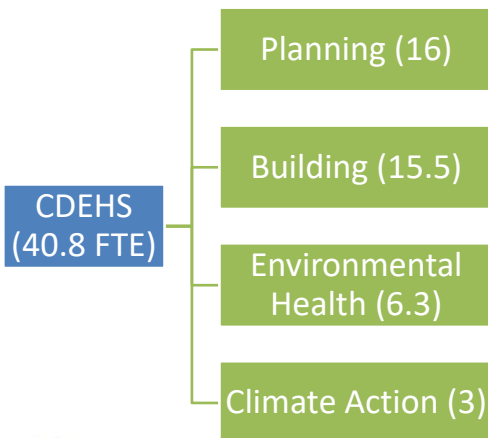 Planning (16)
Building (15.5)
CDEHS
(40.8 FTE)
Environmental
Health (6.3)
Climate Action (3)